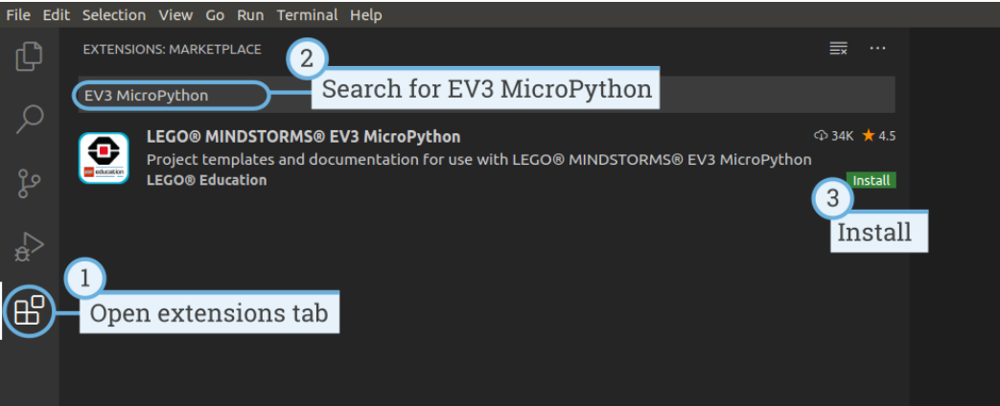 File Edit Selection View Go Run Terminal Help
EXTENSIONS: MARKETPLACE
2
EV3 MicroPython
Search for EV3 MicroPython
LEGO® MINDSTORMS® EV3 MicroPython
34K ★ 4.5
Project templates and documentation for use with LEGO® MINDSTORMS® EV3 MicroPython
LEGO® Education
Install
education
3
Install
1
Open extensions tab